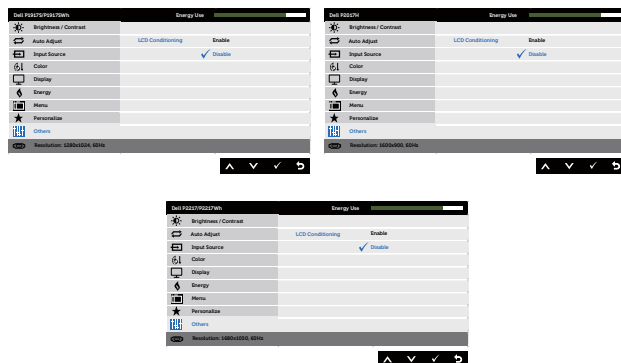 Dell P1917S/P1917SWh Energy Use
Brightness / Contrast
Auto Adjust LCD Conditioning Enable
Input Source Disable
Color
Display
Energy
Menu
Personalize
Others
Resolution: 1280x1024, 60Hz
Dell P2017H Energy Use
Brightness / Contrast
Auto Adjust LCD Conditioning Enable
Input Source Disable
Color
Display
Energy
Menu
Personalize
Others
Resolution: 1600x900, 60Hz
Dell P2217/P2217Wh Energy Use
Brightness / Contrast
Auto Adjust LCD Conditioning Enable
Input Source Disable
Color
Display
Energy
Menu
Personalize
Others
Resolution: 1680x1050, 60Hz